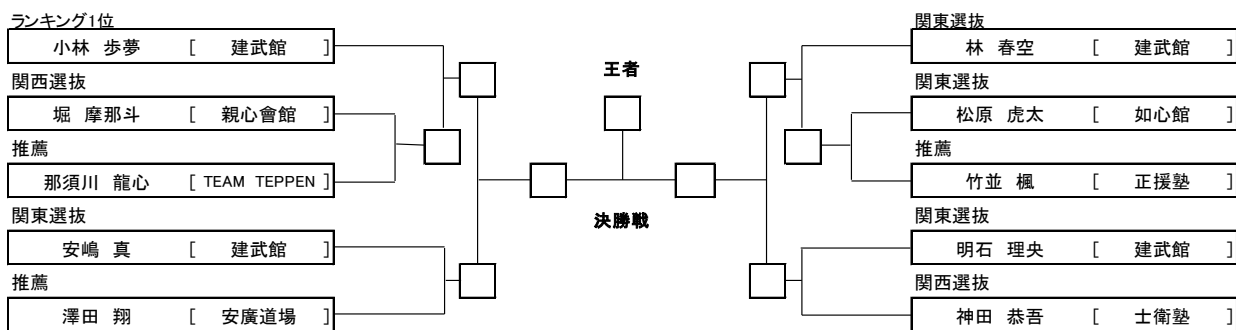 ランキング1位
小林 歩夢 [ 建武館 ]
関西選抜
堀 摩那斗 [ 親心會館 ]
推薦
那須川 龍心 [ TEAM TEPPEN ]
関東選抜
安嶋 真 [ 建武館 ]
推薦
澤田 翔 [ 安廣道場 ]
王者
決勝戦
関東選抜
林 春空 [ 建武館 ]
関東選抜
松原 虎太 [ 如心館 ]
推薦
竹並 楓 [ 正援塾 ]
関東選抜
明石 理央 [ 建武館 ]
関西選抜
神田 恭吾 [ 士衛塾 ]